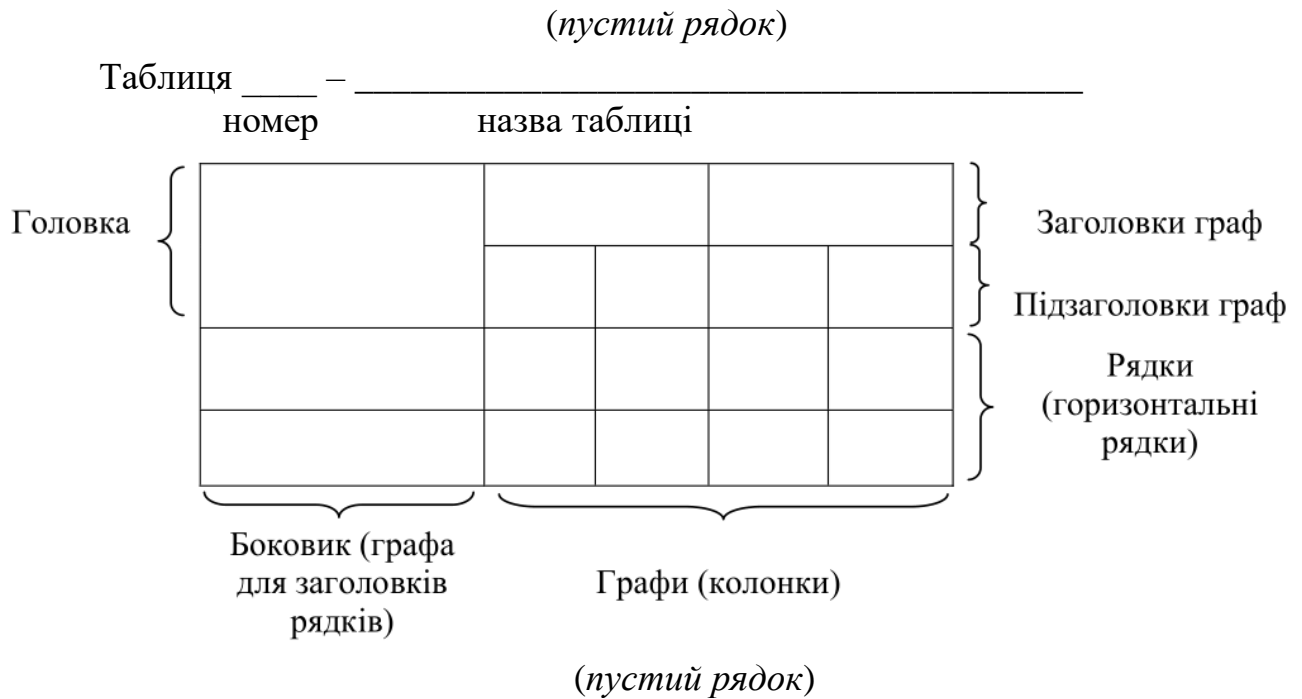 (пустий рядок)
Таблиця ____ – _______________________________________
номер назва таблиці
Головка
Заголовки граф
Підзаголовки граф
Рядки
(горизонтальні
рядки)
Боковик (графа
для заголовків
рядків)
Графи (колонки)
(пустий рядок)